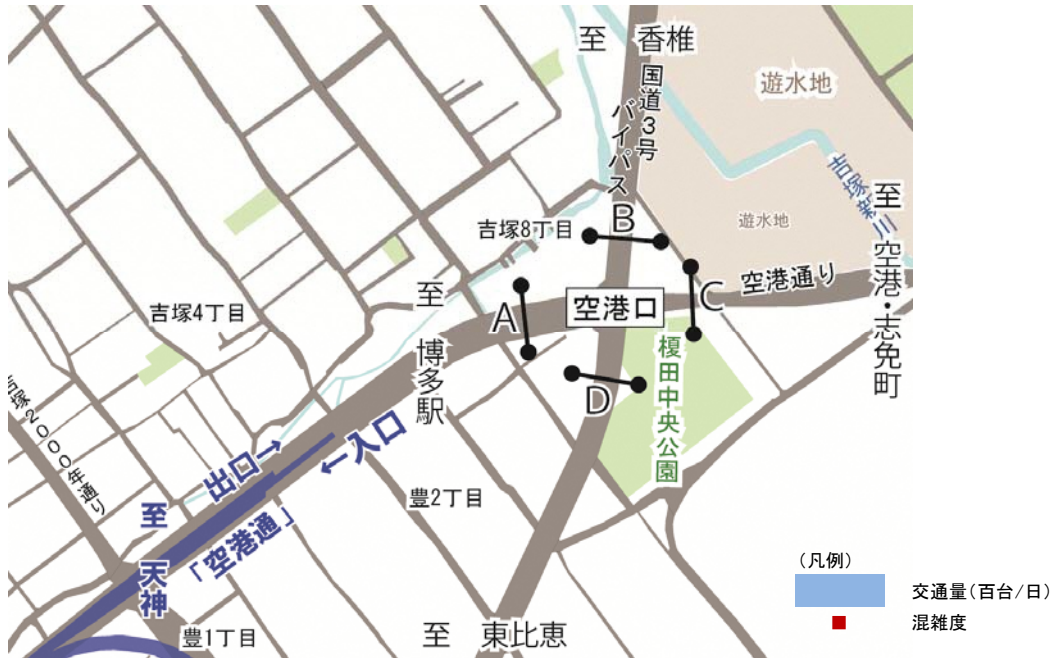 至 香椎
国道3号
バイパス
遊水地
吉塚新川
遊水地
至 空港・志免町
吉塚8丁目
B
空港通り
C
空港口
A
至 博多駅
吉塚4丁目
榎田中央公園
D
吉塚2000年通り
出口→
←入口
「空港通」
至 天神
豊2丁目
豊1丁目
至 東比恵
(凡例)
交通量(百台/日)
混雑度